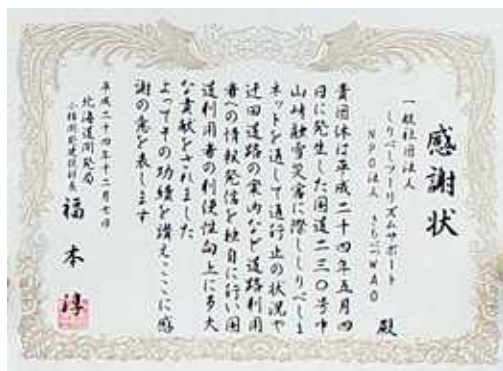 感謝状
一般社団法人
しりべしツーリズムサポート
NPO法人 きもべつWAO 殿
貴団体は平成二十四年五月四
日に発生した国道二三〇号中
山峠融雪災害に際ししりべしi
ネットを通して通行止の状況や
迂回道路の案内など道路利用
者への情報発信を独自に行い国
道利用者の利便性向上に多大
な貢献をされました
よってその功績を讃えここに感
謝の意を表します
平成二十四年十二月七日
北海道開発局
小樽開発建設部長 福本淳